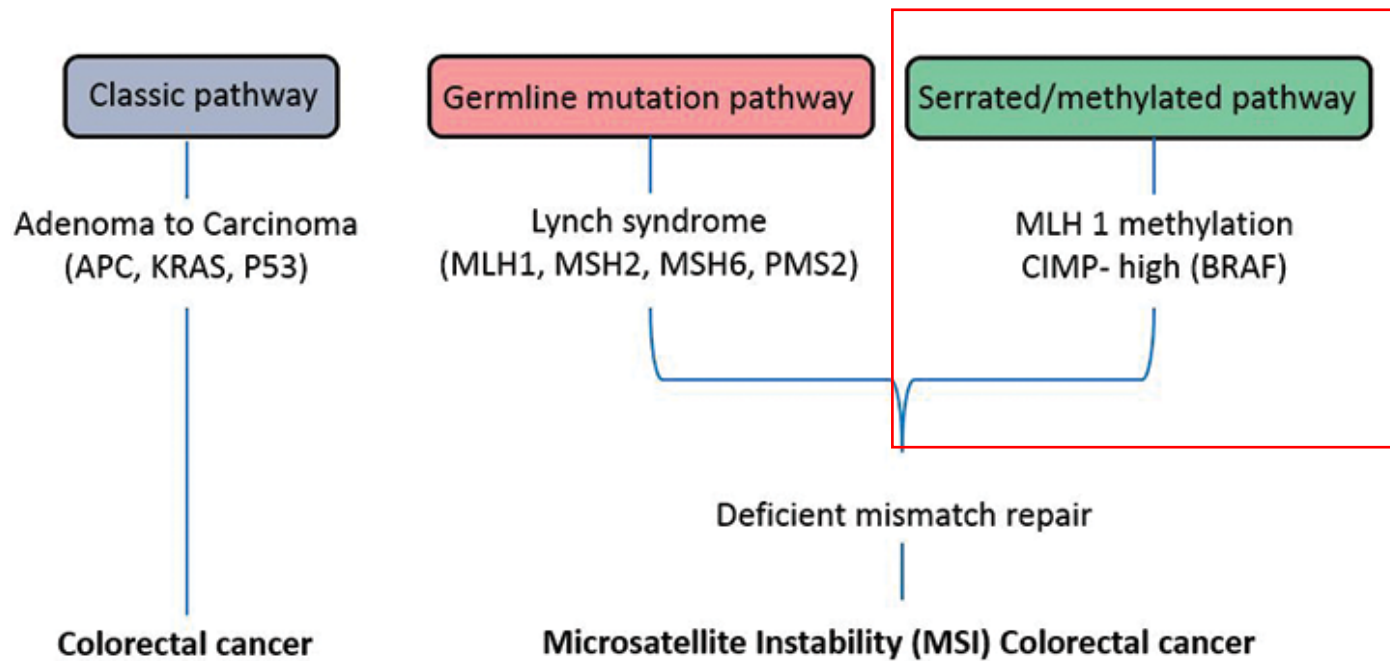 Classic pathway
Germline mutation pathway
Serrated/methylated pathway
Adenoma to Carcinoma
(APC, KRAS, P53)
Lynch syndrome
(MLH1, MSH2, MSH6, PMS2)
MLH 1 methylation
CIMP- high (BRAF)
Deficient mismatch repair
Colorectal cancer
Microsatellite Instability (MSI) Colorectal cancer